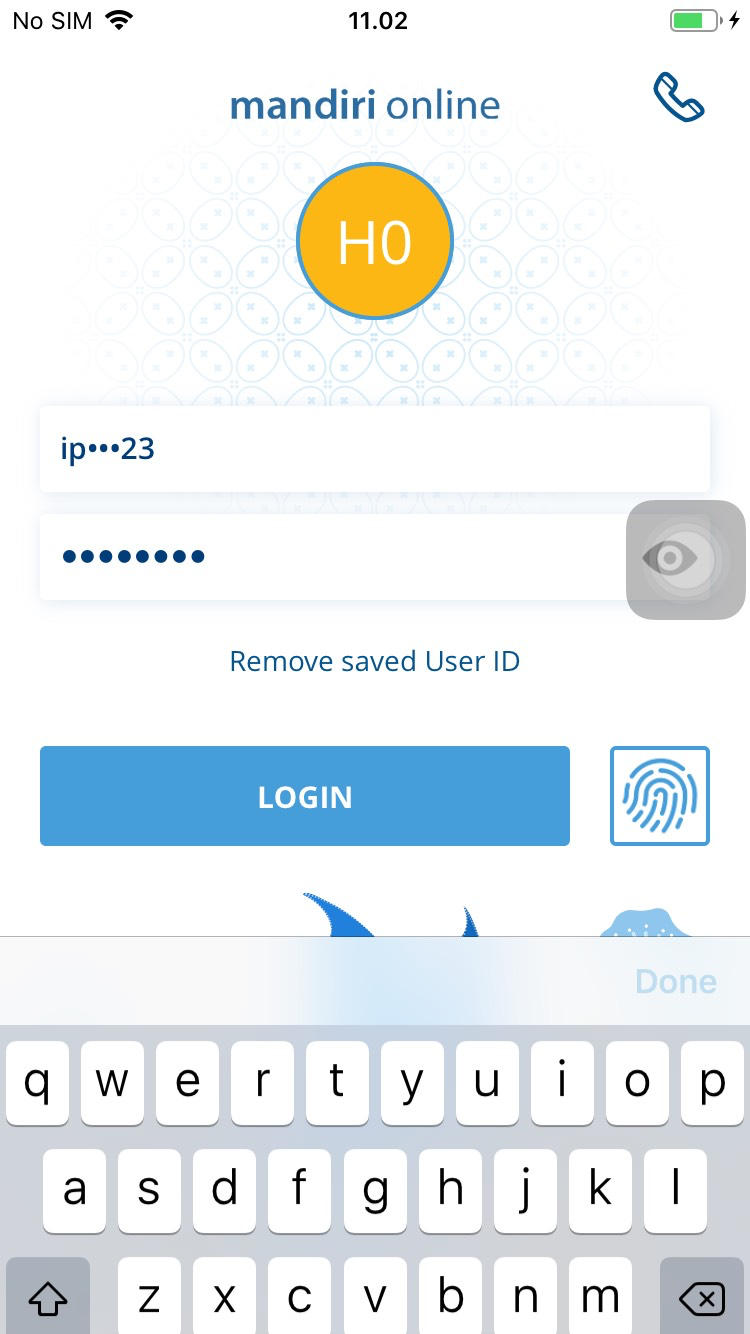 No SIM 11.02
mandiri online
H0
ip•••23
••••••••
Remove saved User ID
LOGIN
Done
q w e r t y u i o p
a s d f g h j k l
z x c v b n m